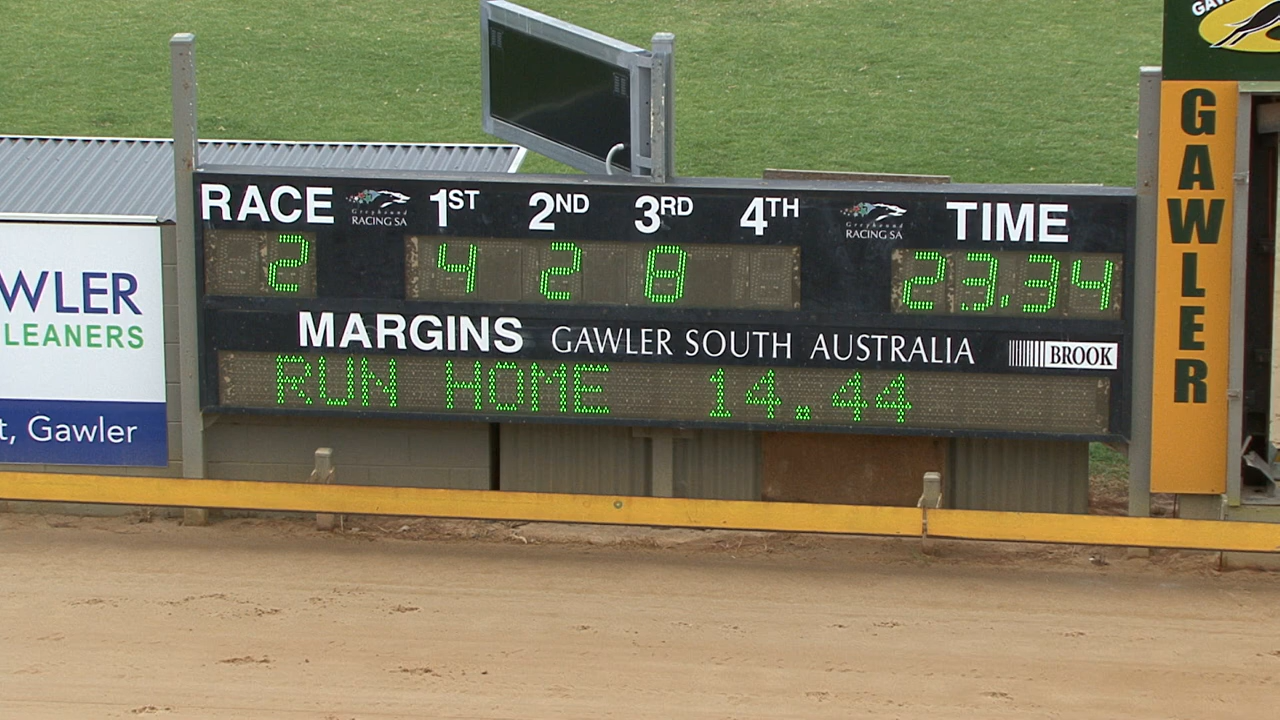 RACE 1ST 2ND 3RD 4TH TIME
Greyhound RACING SA
Greyhound RACING SA
2 4 2 8 23.34
MARGINS GAWLER SOUTH AUSTRALIA BROOK
RUN HOME 14.44
WLER
LEANERS
t, Gawler
GAWLER